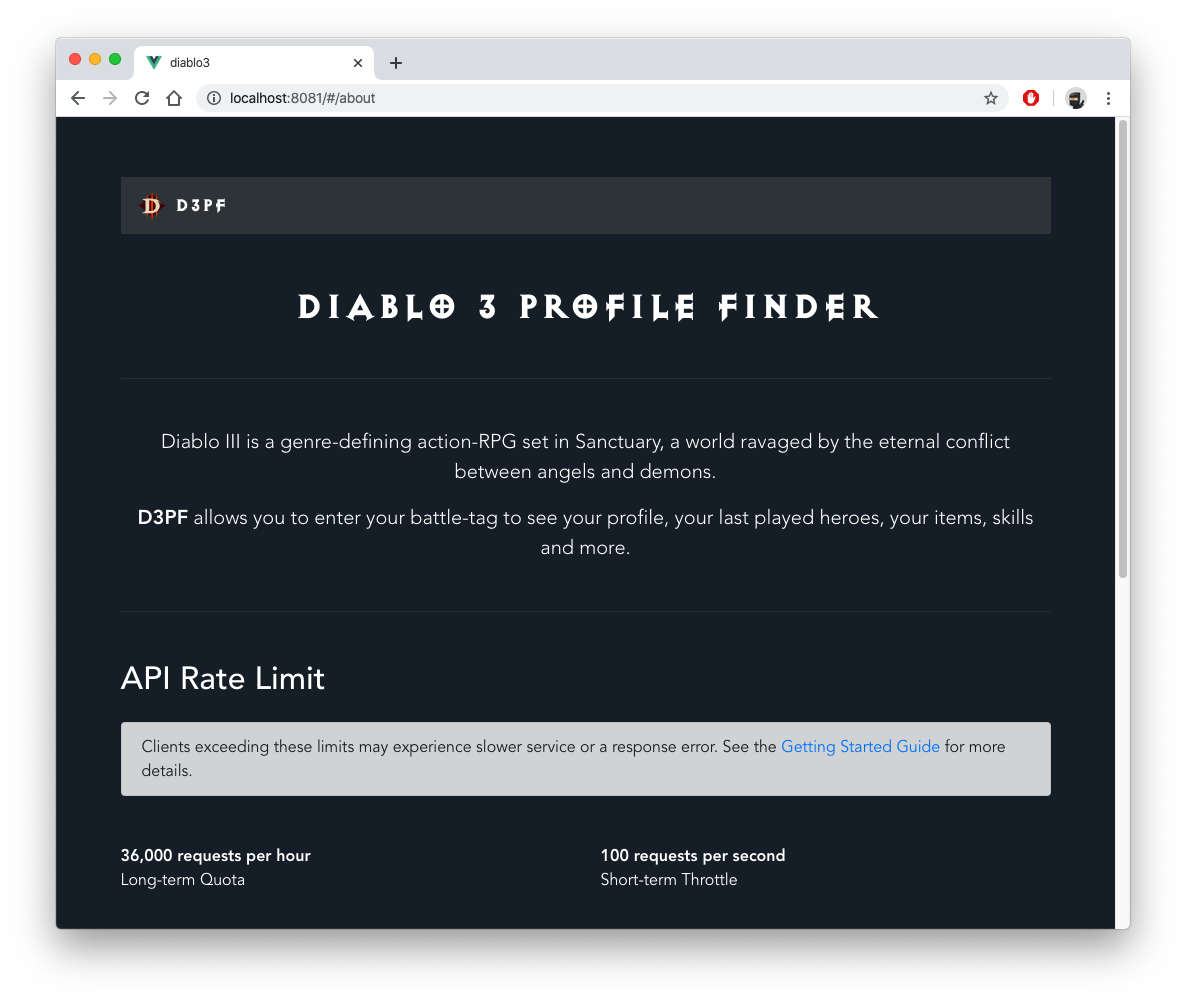 diablo3
localhost:8081/#/about
D3PF
DIABLO 3 PROFILE FINDER
Diablo III is a genre-defining action-RPG set in Sanctuary, a world ravaged by the eternal conflict
between angels and demons.
D3PF allows you to enter your battle-tag to see your profile, your last played heroes, your items, skills
and more.
API Rate Limit
Clients exceeding these limits may experience slower service or a response error. See the Getting Started Guide for more
details.
36,000 requests per hour
100 requests per second
Long-term Quota
Short-term Throttle